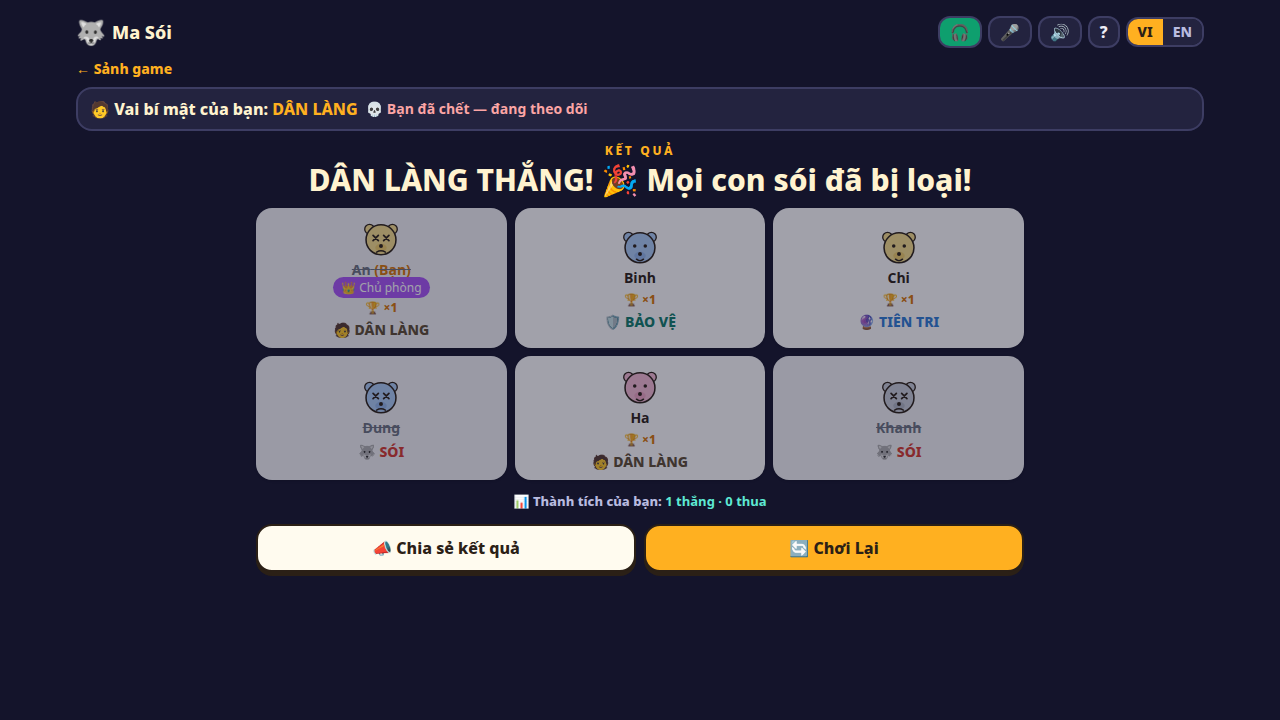 Ma Sói
?
VI EN
← Sảnh game
Vai bí mật của bạn: DÂN LÀNG Bạn đã chết — đang theo dõi
KẾT QUẢ
DÂN LÀNG THẮNG! 🎉 Mọi con sói đã bị loại!
An (Bạn)
👑 Chủ phòng
🏆 ×1
🧑 DÂN LÀNG
Binh
🏆 ×1
🛡️ BẢO VỆ
Chi
🏆 ×1
🔮 TIÊN TRI
Dung
🐺 SÓI
Ha
🏆 ×1
🧑 DÂN LÀNG
Khanh
🐺 SÓI
📊 Thành tích của bạn: 1 thắng · 0 thua
📣 Chia sẻ kết quả
🔄 Chơi Lại